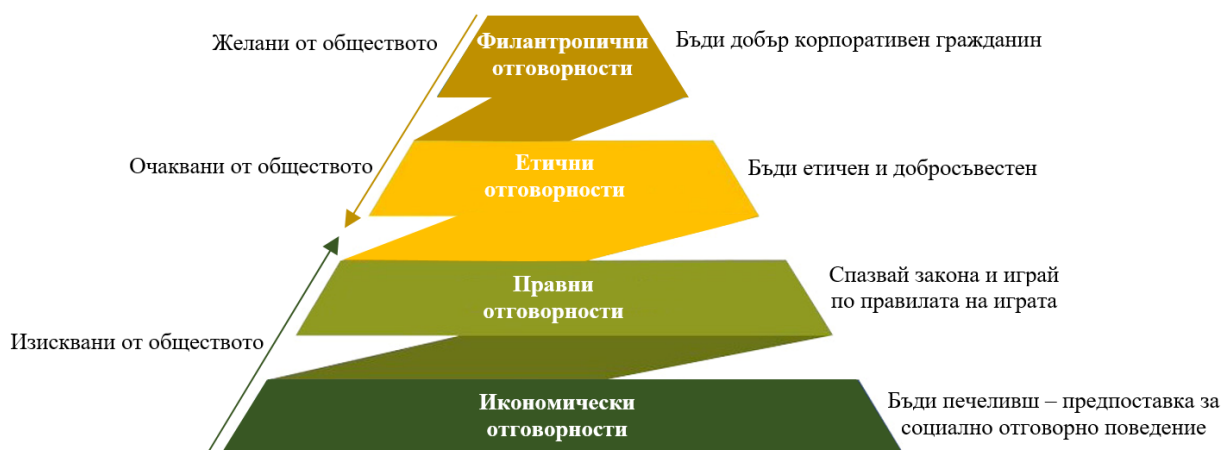 Желани от обществото
Филантропични
отговорности
Бъди добър корпоративен гражданин
Очаквани от обществото
Етични
отговорности
Бъди етичен и добросъвестен
Правни
отговорности
Спазвай закона и играй
по правилата на играта
Изисквани от обществото
Икономически
отговорности
Бъди печеливш – предпоставка за
социално отговорно поведение